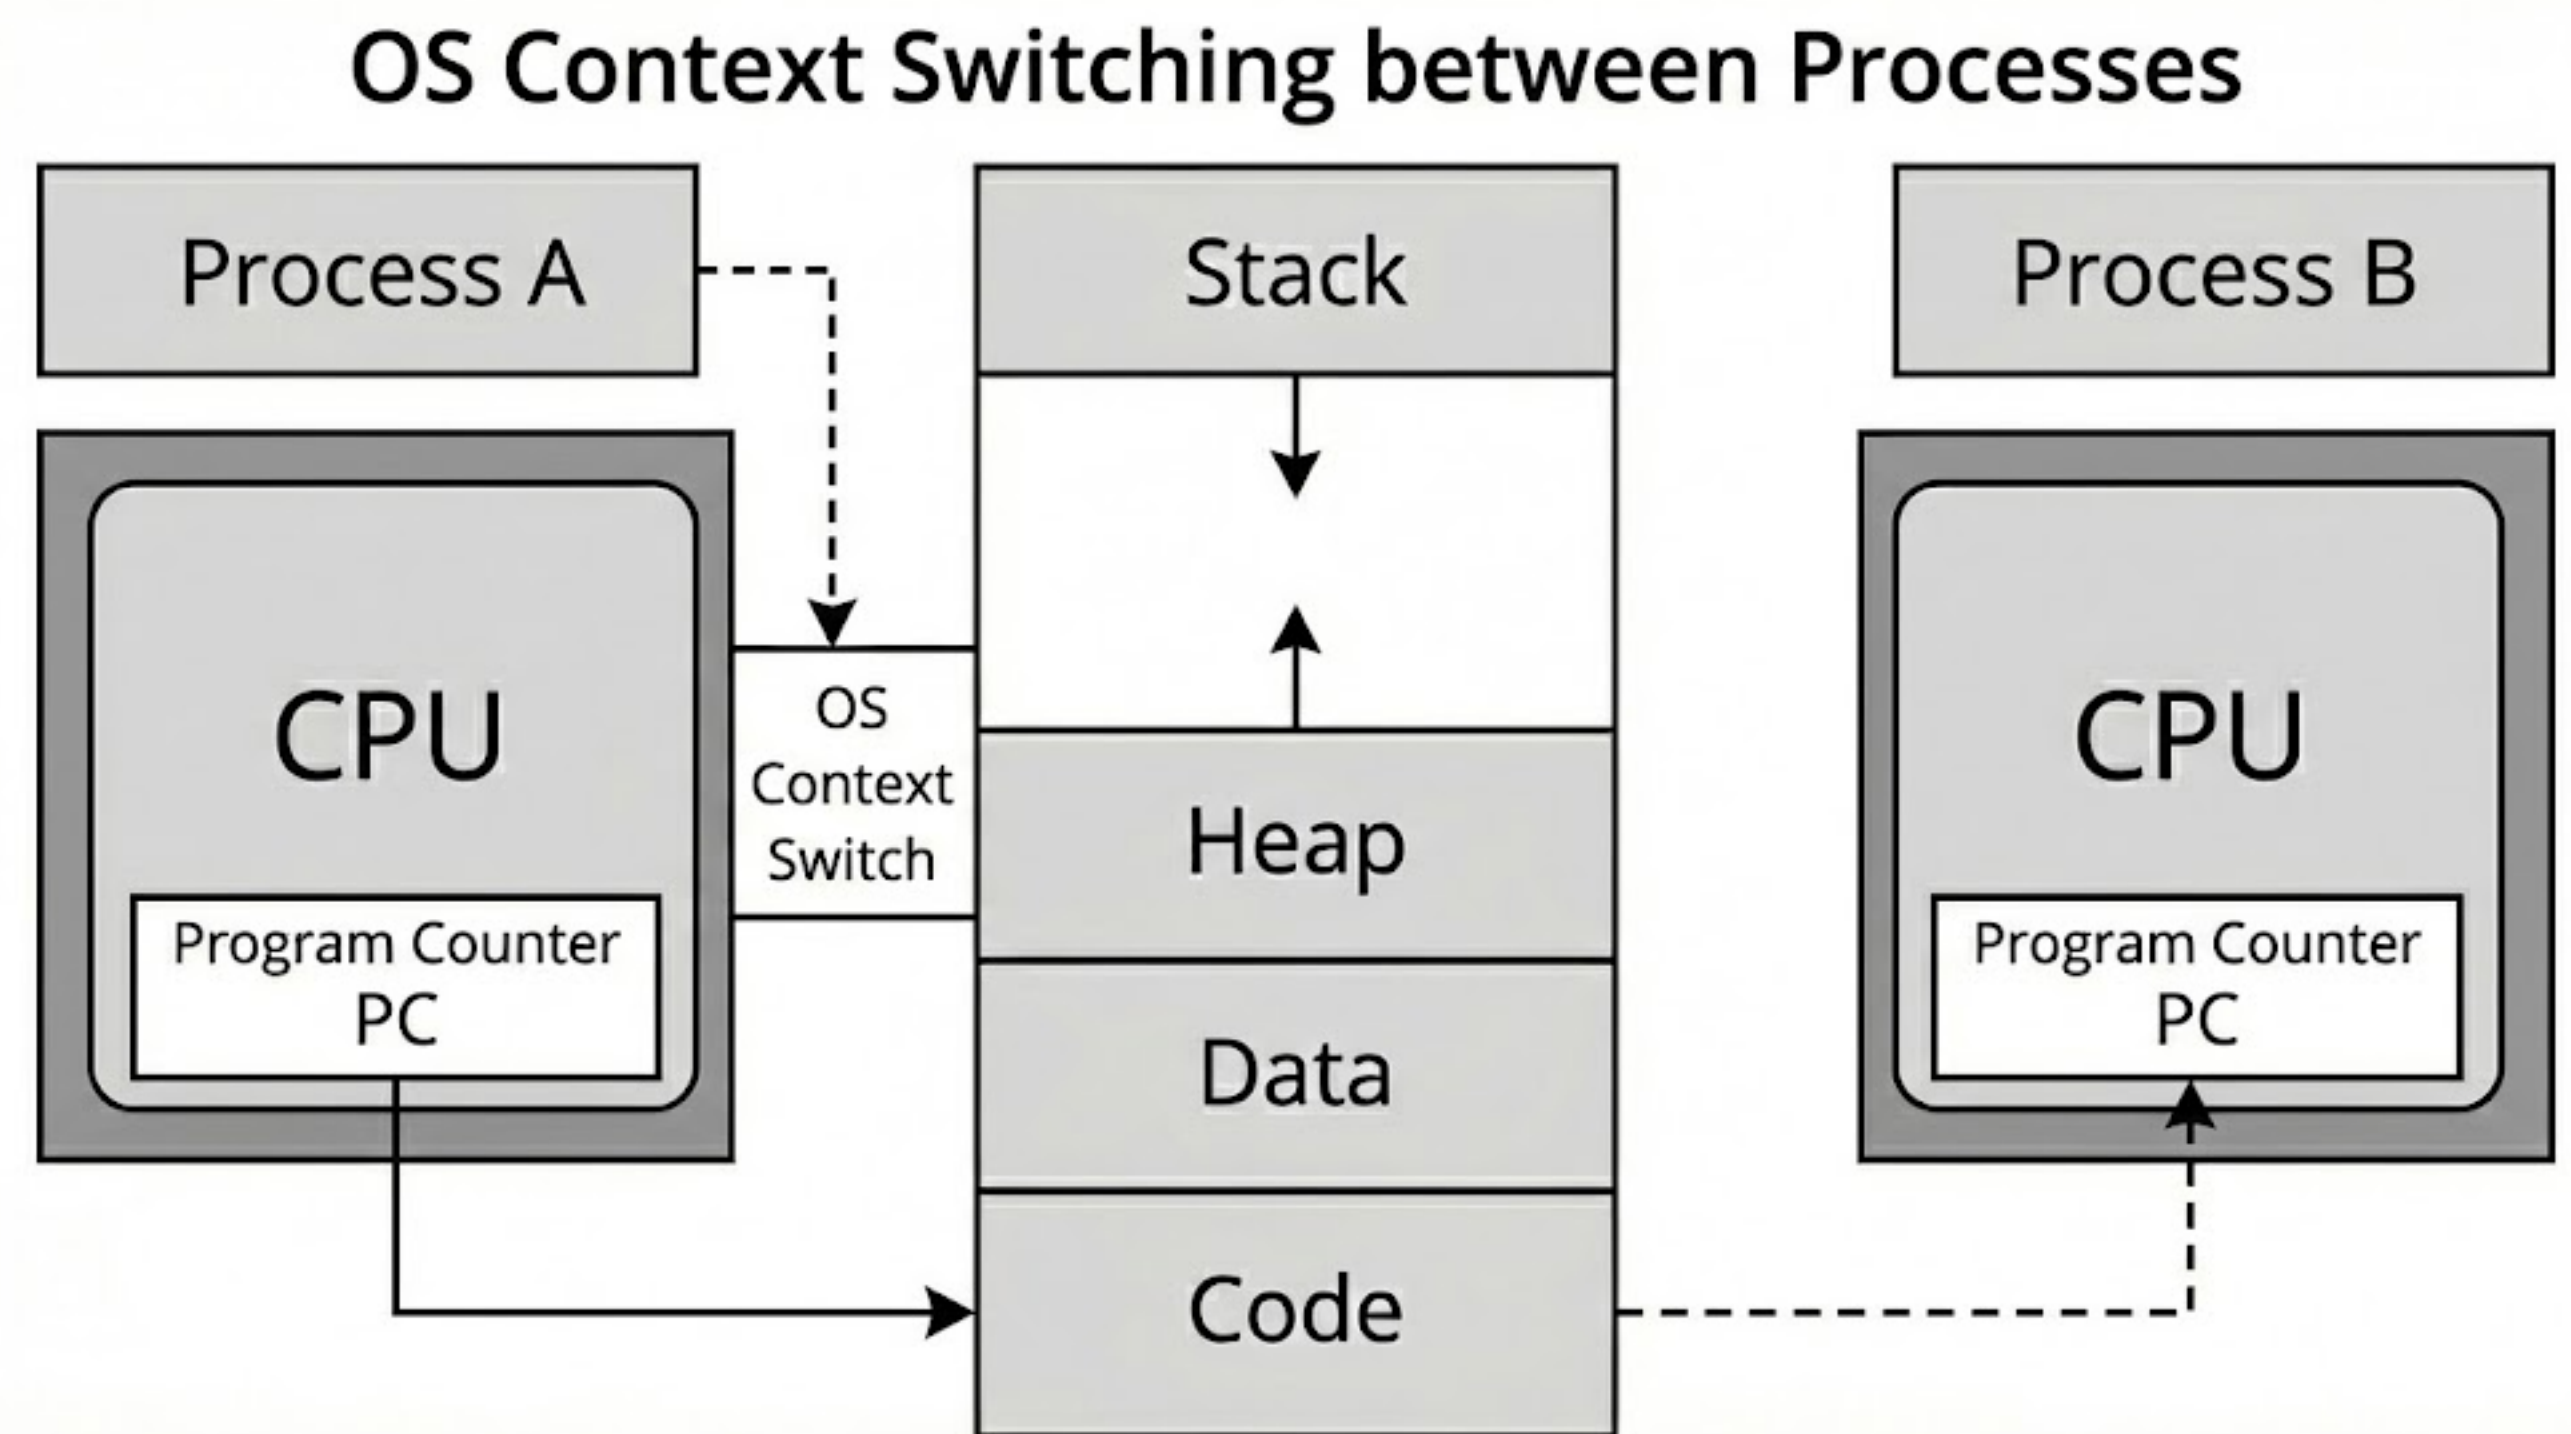 OS Context Switching between Processes
Process A
Stack
Process B
CPU
OS
Context
Switch
Program Counter
PC
Heap
Data
Code
CPU
Program Counter
PC